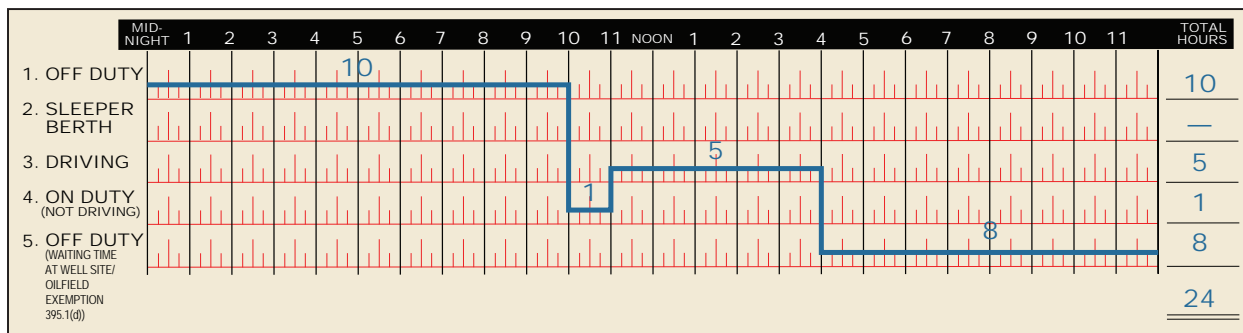 MID-NIGHT 1 2 3 4 5 6 7 8 9 10 11 NOON 1 2 3 4 5 6 7 8 9 10 11 TOTAL HOURS
1. OFF DUTY 10 10
2. SLEEPER BERTH —
3. DRIVING 5 5
4. ON DUTY (NOT DRIVING) 1 1
5. OFF DUTY 8 8
(WAITING TIME
AT WELL SITE/
OILFIELD
EXEMPTION
395.1(d))
24